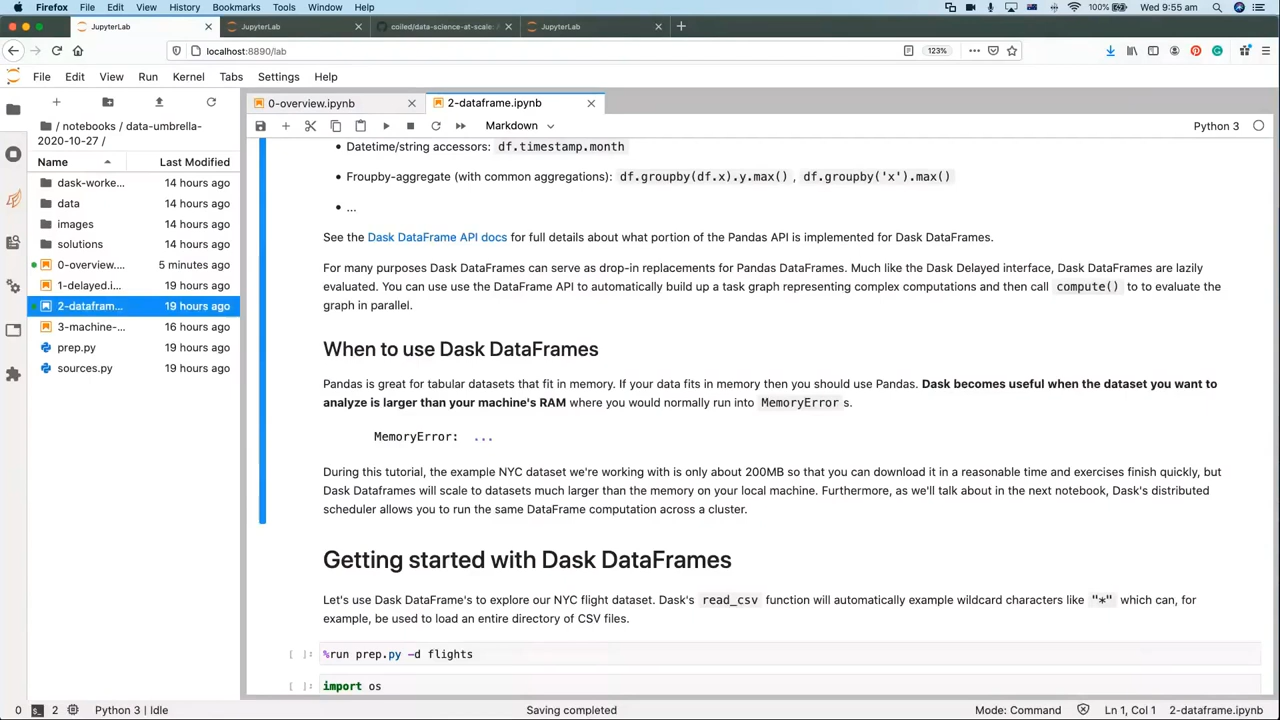 Firefox File Edit View History Bookmarks Tools Window Help 100% Wed 9:55 am
JupyterLab JupyterLab coiled/data-science-at-scale: A JupyterLab
localhost:8890/lab 123%
File Edit View Run Kernel Tabs Settings Help
0-overview.ipynb 2-dataframe.ipynb
/ notebooks / data-umbrella-
2020-10-27 /
Name Last Modified
dask-worke... 14 hours ago
data 14 hours ago
images 14 hours ago
solutions 14 hours ago
0-overview.... 5 minutes ago
1-delayed.i... 19 hours ago
2-datafram... 19 hours ago
3-machine-... 16 hours ago
prep.py 19 hours ago
sources.py 19 hours ago
Markdown Python 3
• Datetime/string accessors: df.timestamp.month
• Froupby-aggregate (with common aggregations): df.groupby(df.x).y.max() , df.groupby('x').max()
• ...
See the Dask DataFrame API docs for full details about what portion of the Pandas API is implemented for Dask DataFrames.
For many purposes Dask DataFrames can serve as drop-in replacements for Pandas DataFrames. Much like the Dask Delayed interface, Dask DataFrames are lazily
evaluated. You can use use the DataFrame API to automatically build up a task graph representing complex computations and then call compute() to to evaluate the
graph in parallel.
When to use Dask DataFrames
Pandas is great for tabular datasets that fit in memory. If your data fits in memory then you should use Pandas. Dask becomes useful when the dataset you want to
analyze is larger than your machine's RAM where you would normally run into MemoryError s.
MemoryError: ...
During this tutorial, the example NYC dataset we're working with is only about 200MB so that you can download it in a reasonable time and exercises finish quickly, but
Dask Dataframes will scale to datasets much larger than the memory on your local machine. Furthermore, as we'll talk about in the next notebook, Dask's distributed
scheduler allows you to run the same DataFrame computation across a cluster.
Getting started with Dask DataFrames
Let's use Dask DataFrame's to explore our NYC flight dataset. Dask's read_csv function will automatically example wildcard characters like "*" which can, for
example, be used to load an entire directory of CSV files.
[ ]: %run prep.py -d flights
[ ]: import os
0 2 Python 3 | Idle Saving completed Mode: Command Ln 1, Col 1 2-dataframe.ipynb